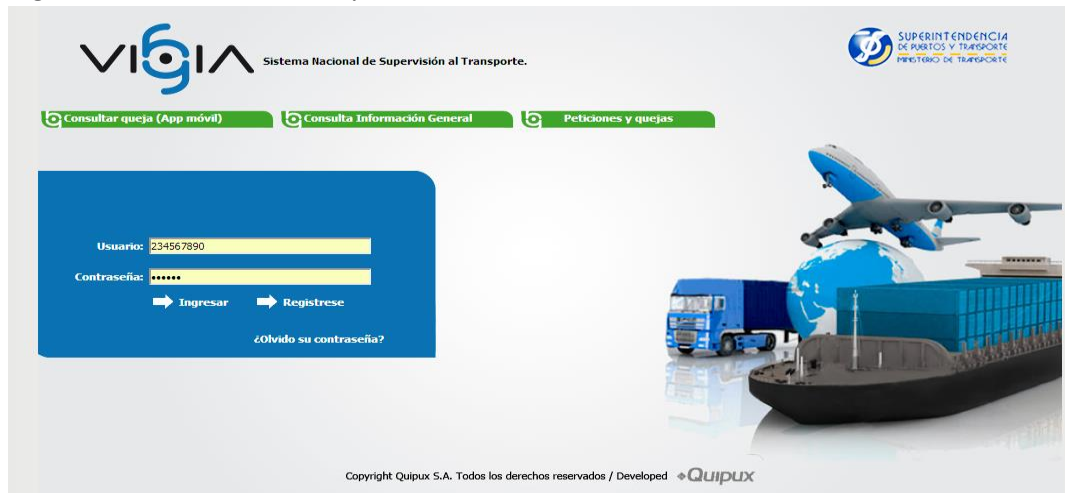 VIGIA
Sistema Nacional de Supervisión al Transporte.
SUPERINTENDENCIA
DE PUERTOS Y TRANSPORTE
MINISTERIO DE TRANSPORTE
Consultar queja (App móvil)
Consulta Información General
Peticiones y quejas
Usuario: 234567890
Contraseña: ••••••
Ingresar Registrese
¿Olvido su contraseña?
Copyright Quipux S.A. Todos los derechos reservados / Developed Quipux